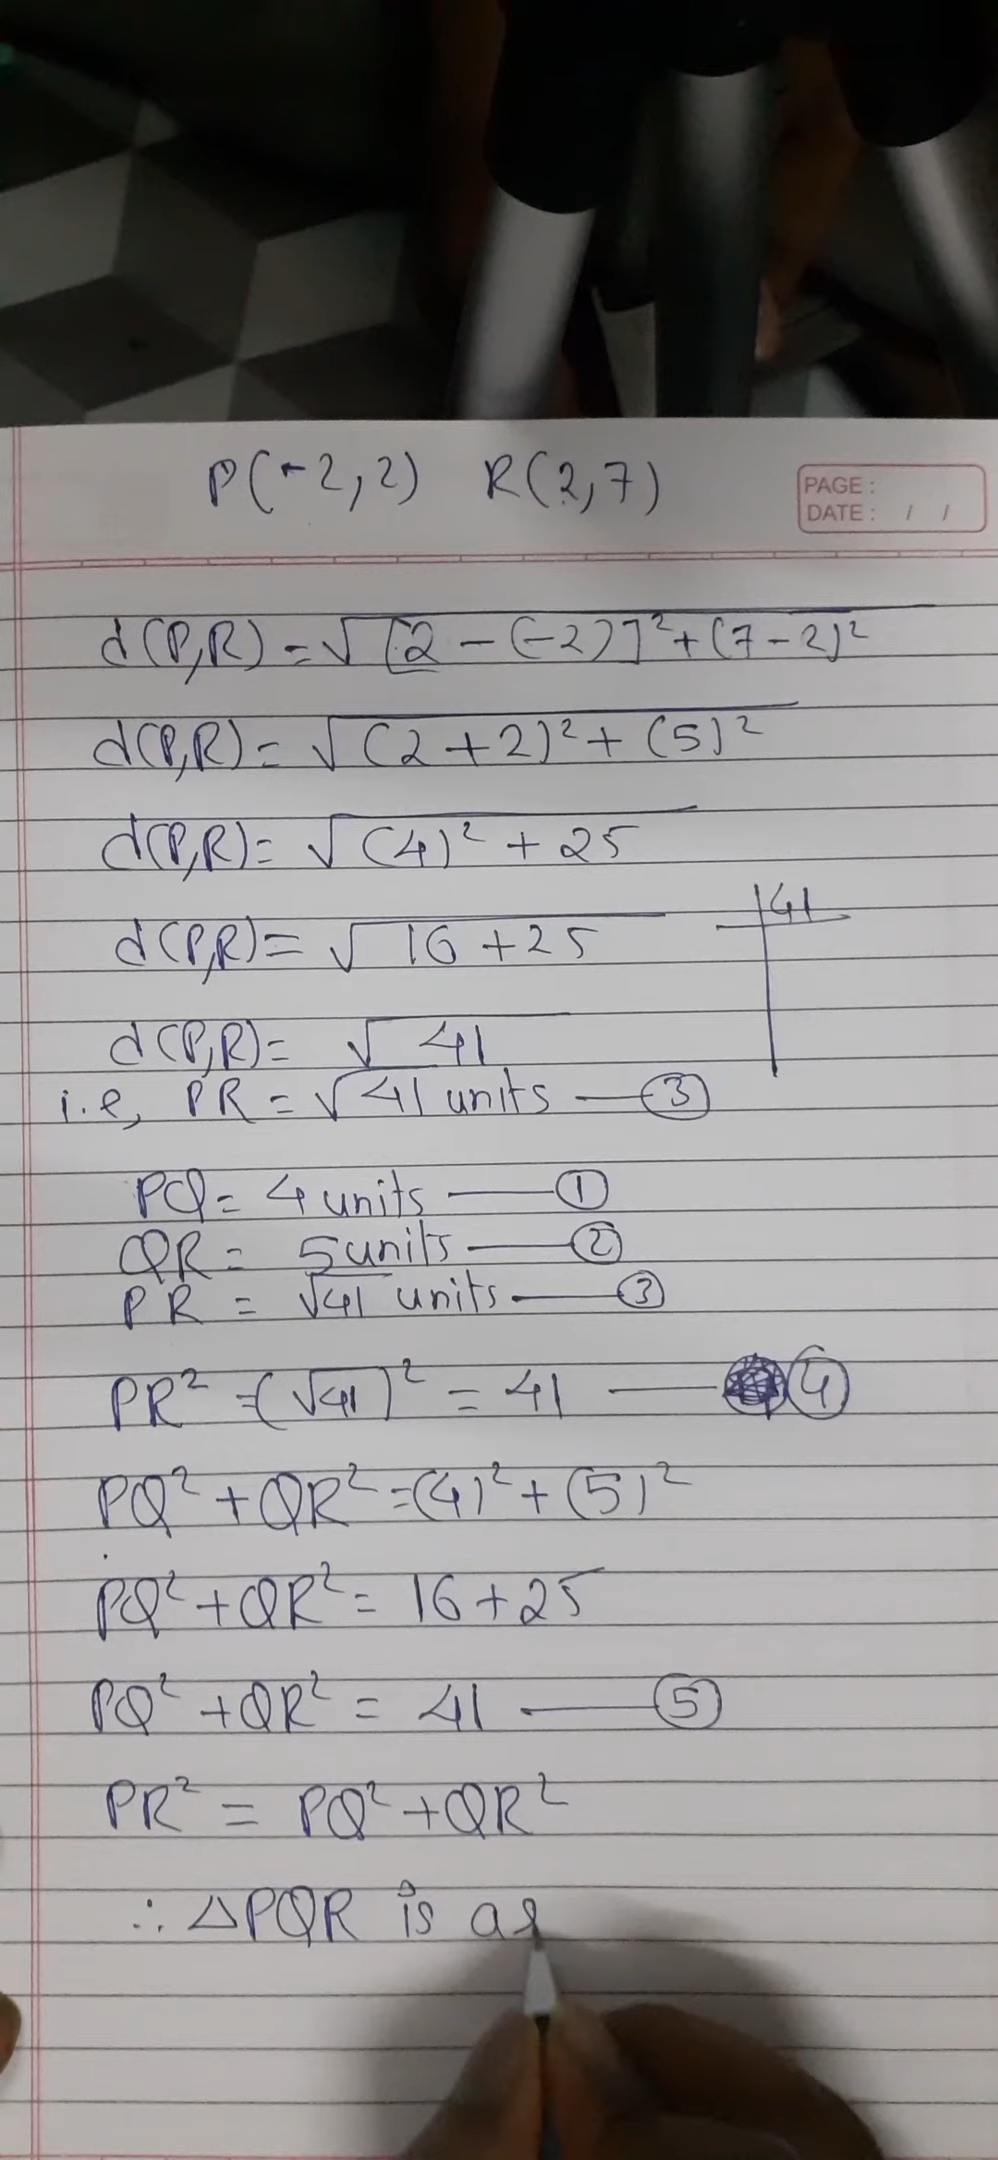 P(-2,2) R(2,7)
PAGE :
DATE : / /
d(P,R) = √[2-(-2)]²+(7-2)²
d(P,R) = √(2+2)²+(5)²
d(P,R) = √(4)²+25
41
d(P,R) = √16+25
d(P,R) = √41
i.e, PR = √41 units — ③
PQ = 4 units — ①
QR = 5 units — ②
PR = √41 units — ③
PR² = (√41)² = 41 — ④
PQ²+QR² = (4)²+(5)²
PQ²+QR² = 16+25
PQ²+QR² = 41 — ⑤
PR² = PQ²+QR²
∴ △PQR is a